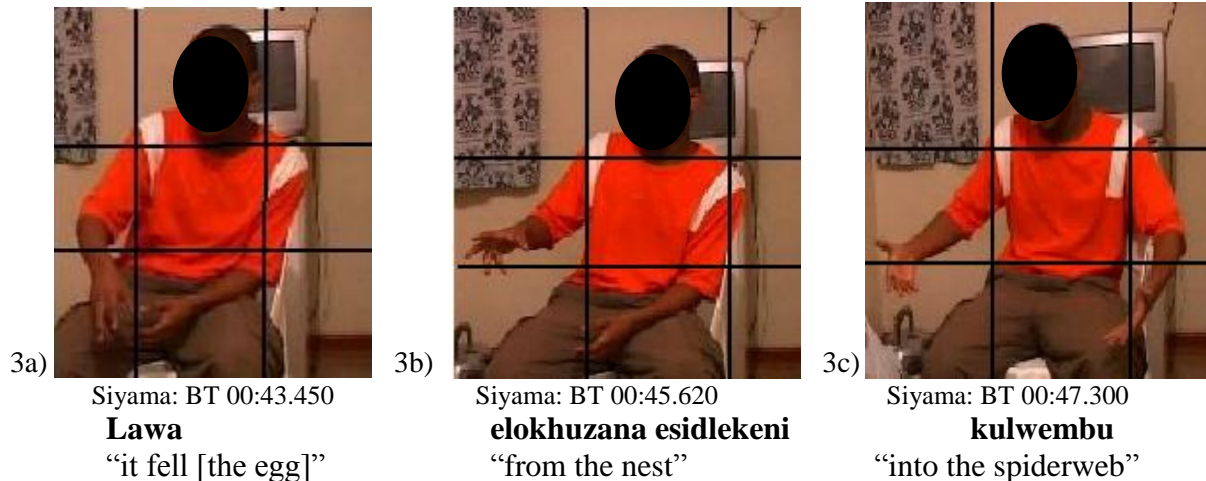 3a) 3b) 3c)
Siyama: BT 00:43.450 Siyama: BT 00:45.620 Siyama: BT 00:47.300
Lawa elokhuzana esidlekeni kulwembu
“it fell [the egg]” “from the nest” “into the spiderweb”